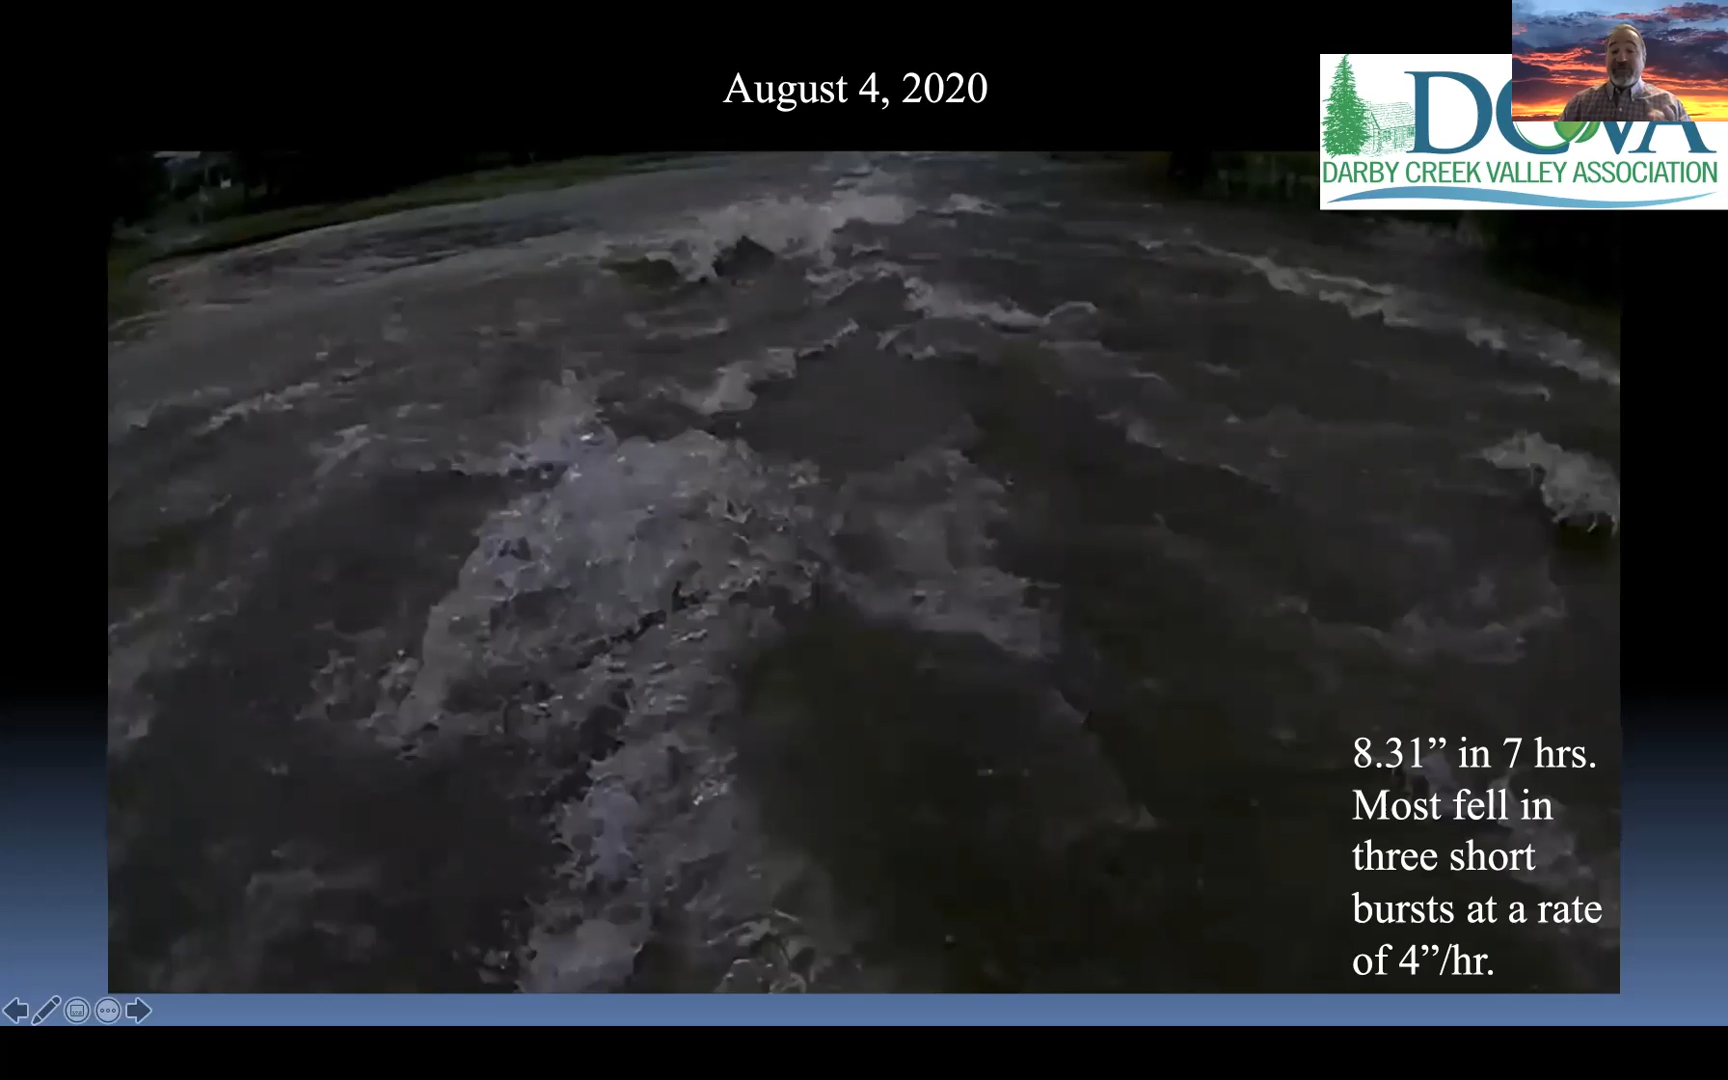 August 4, 2020
DCVA
DARBY CREEK VALLEY ASSOCIATION
8.31” in 7 hrs.
Most fell in
three short
bursts at a rate
of 4”/hr.